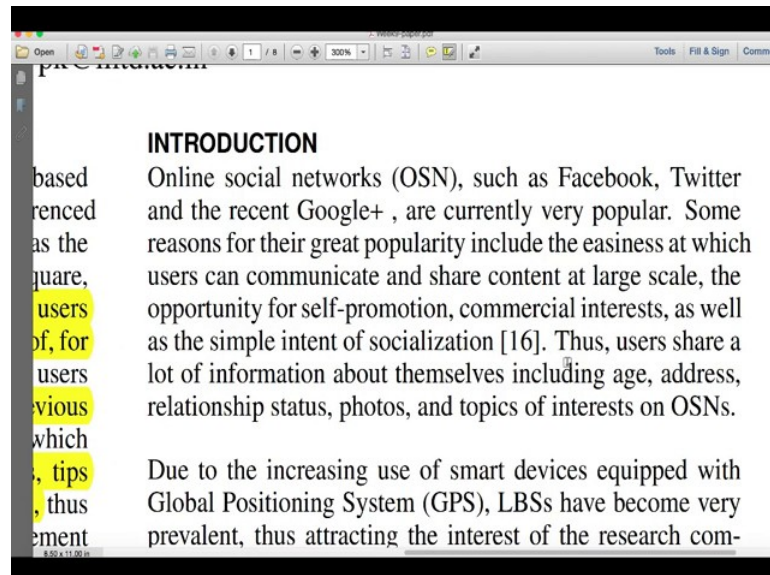 Week5-paper.pdf
Open
1 / 8
300%
Tools Fill & Sign Comm
INTRODUCTION
Online social networks (OSN), such as Facebook, Twitter
and the recent Google+ , are currently very popular. Some
reasons for their great popularity include the easiness at which
users can communicate and share content at large scale, the
opportunity for self-promotion, commercial interests, as well
as the simple intent of socialization [16]. Thus, users share a
lot of information about themselves including age, address,
relationship status, photos, and topics of interests on OSNs.
Due to the increasing use of smart devices equipped with
Global Positioning System (GPS), LBSs have become very
prevalent, thus attracting the interest of the research com-
based
renced
as the
quare,
users
of, for
users
evious
which
s, tips
, thus
ement
8.50 x 11.00 in